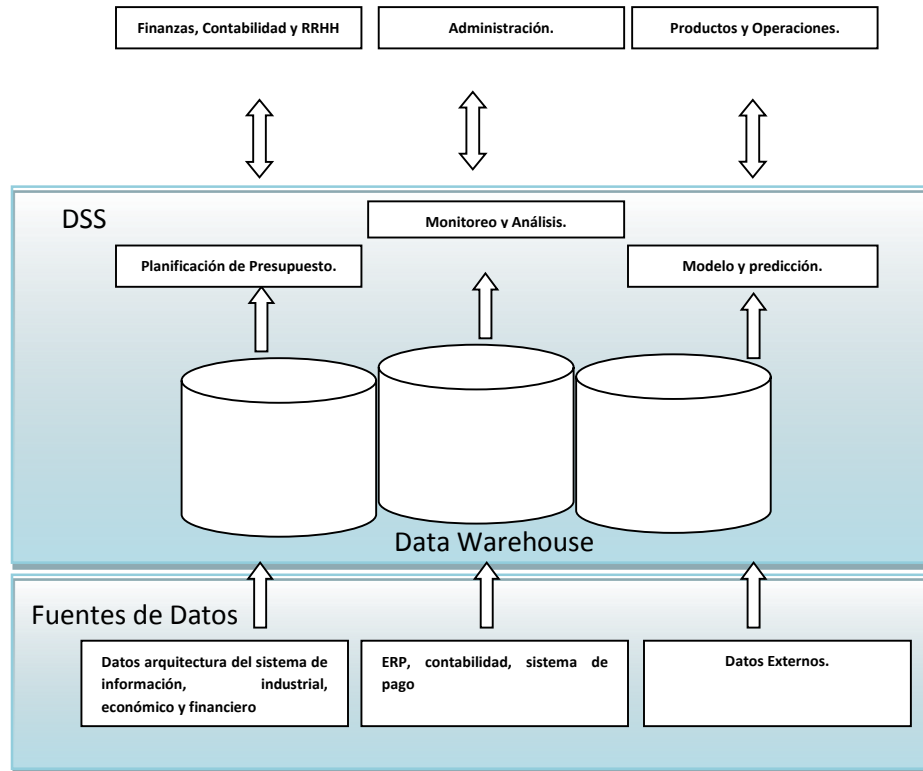 Finanzas, Contabilidad y RRHH
Administración.
Productos y Operaciones.
DSS
Monitoreo y Análisis.
Planificación de Presupuesto.
Modelo y predicción.
Data Warehouse
Fuentes de Datos
Datos arquitectura del sistema de
información, industrial,
económico y financiero
ERP, contabilidad, sistema de
pago
Datos Externos.